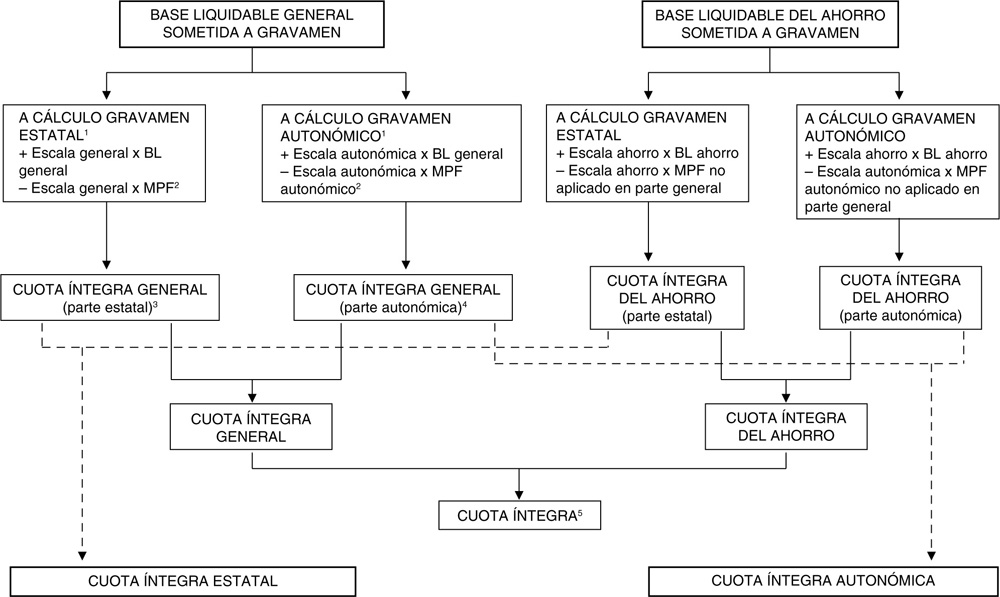 BASE LIQUIDABLE GENERAL
SOMETIDA A GRAVAMEN
BASE LIQUIDABLE DEL AHORRO
SOMETIDA A GRAVAMEN
A CÁLCULO GRAVAMEN
ESTATAL¹
+ Escala general x BL
general
– Escala general x MPF²
A CÁLCULO GRAVAMEN
AUTONÓMICO¹
+ Escala autonómica x BL general
– Escala autonómica x MPF
autonómico²
A CÁLCULO GRAVAMEN
ESTATAL
+ Escala ahorro x BL ahorro
– Escala ahorro x MPF no
aplicado en parte general
A CÁLCULO GRAVAMEN
AUTONÓMICO
+ Escala ahorro x BL ahorro
– Escala autonómica x MPF
autonómico no aplicado en
parte general
CUOTA ÍNTEGRA GENERAL
(parte estatal)³
CUOTA ÍNTEGRA GENERAL
(parte autonómica)⁴
CUOTA ÍNTEGRA
DEL AHORRO
(parte estatal)
CUOTA ÍNTEGRA
DEL AHORRO
(parte autonómica)
CUOTA ÍNTEGRA
GENERAL
CUOTA ÍNTEGRA
DEL AHORRO
CUOTA ÍNTEGRA⁵
CUOTA ÍNTEGRA ESTATAL
CUOTA ÍNTEGRA AUTONÓMICA